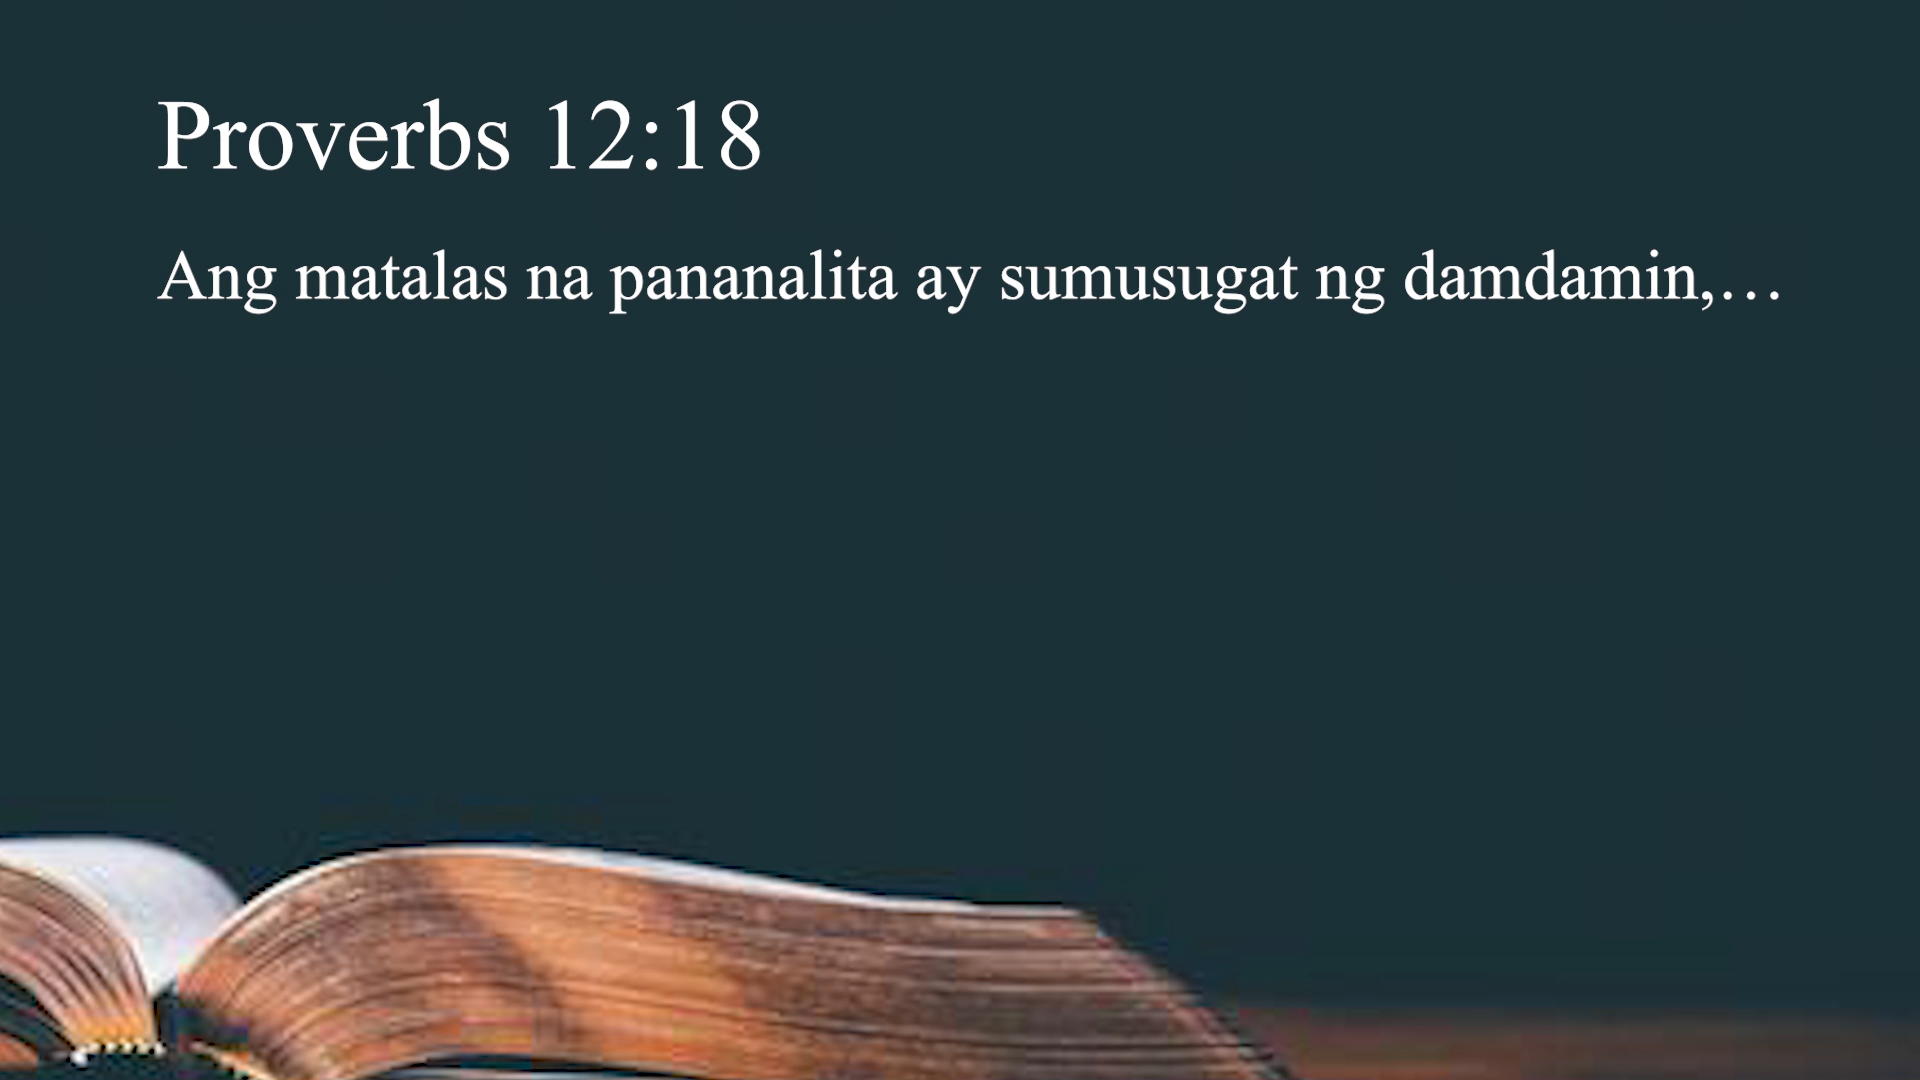 Proverbs 12:18
Ang matalas na pananalita ay sumusugat ng damdamin,…